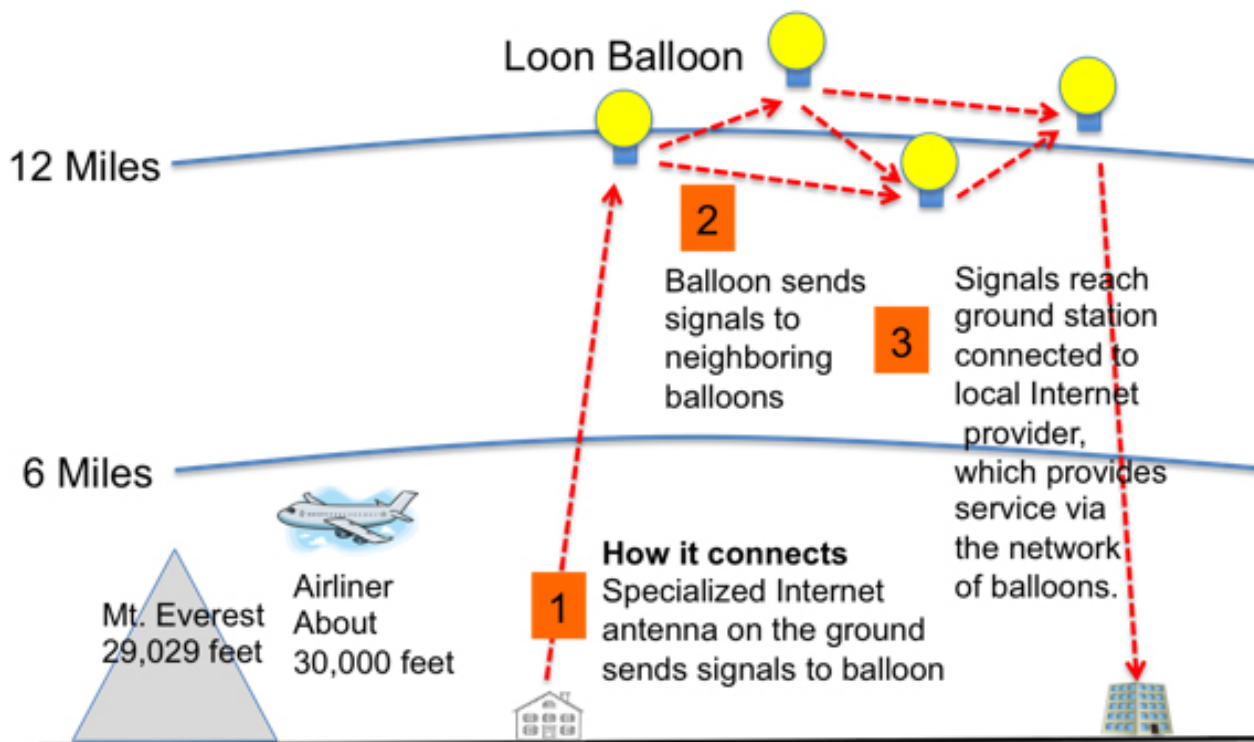 Loon Balloon
12 Miles
2
Balloon sends
signals to
neighboring
balloons
3
Signals reach
ground station
connected to
local Internet
provider,
which provides
service via
the network
of balloons.
6 Miles
Mt. Everest
29,029 feet
Airliner
About
30,000 feet
1
How it connects
Specialized Internet
antenna on the ground
sends signals to balloon